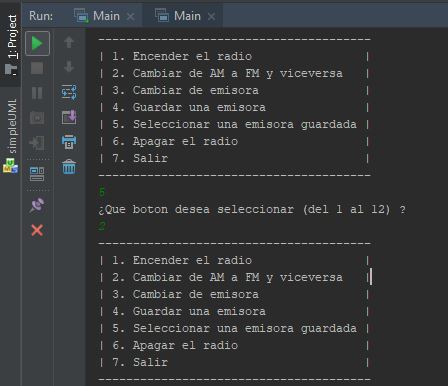 Run: Main Main
1: Project
simpleUML
----------------------------------------
| 1. Encender el radio |
| 2. Cambiar de AM a FM y viceversa |
| 3. Cambiar de emisora |
| 4. Guardar una emisora |
| 5. Seleccionar una emisora guardada |
| 6. Apagar el radio |
| 7. Salir |
----------------------------------------
5
¿Que boton desea seleccionar (del 1 al 12) ?
2
----------------------------------------
| 1. Encender el radio |
| 2. Cambiar de AM a FM y viceversa |
| 3. Cambiar de emisora |
| 4. Guardar una emisora |
| 5. Seleccionar una emisora guardada |
| 6. Apagar el radio |
| 7. Salir |
----------------------------------------